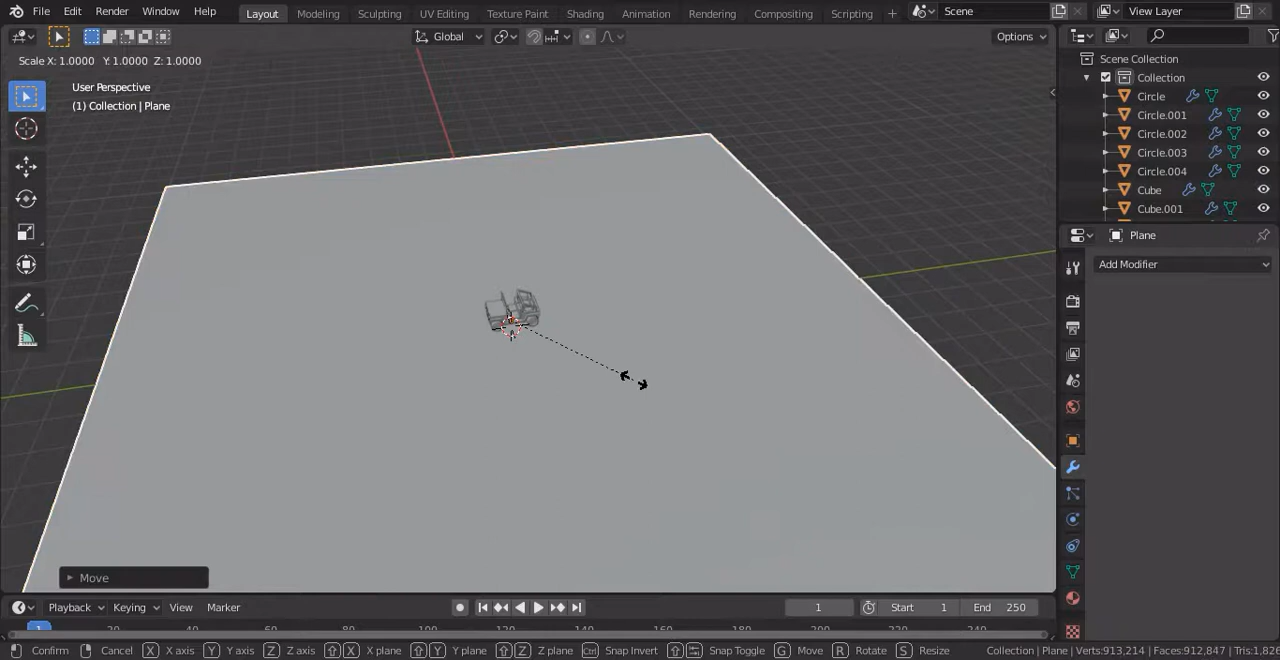 File Edit Render Window Help Layout Modeling Sculpting UV Editing Texture Paint Shading Animation Rendering Compositing Scripting + Scene View Layer
Global Options
Scale X: 1.0000 Y: 1.0000 Z: 1.0000
User Perspective
(1) Collection | Plane
Scene Collection
Collection
Circle
Circle.001
Circle.002
Circle.003
Circle.004
Cube
Cube.001
Plane
Add Modifier
Move
Playback Keying View Marker 1 Start 1 End 250
1 20 40 60 80 100 120 140 160 180 200 220 240
Confirm Cancel X X axis Y Y axis Z Z axis X X plane Y Y plane Z Z plane Ctrl Snap Invert Snap Toggle G Move R Rotate S Resize Collection | Plane | Verts:913,214 | Faces:912,847 | Tris:1,826